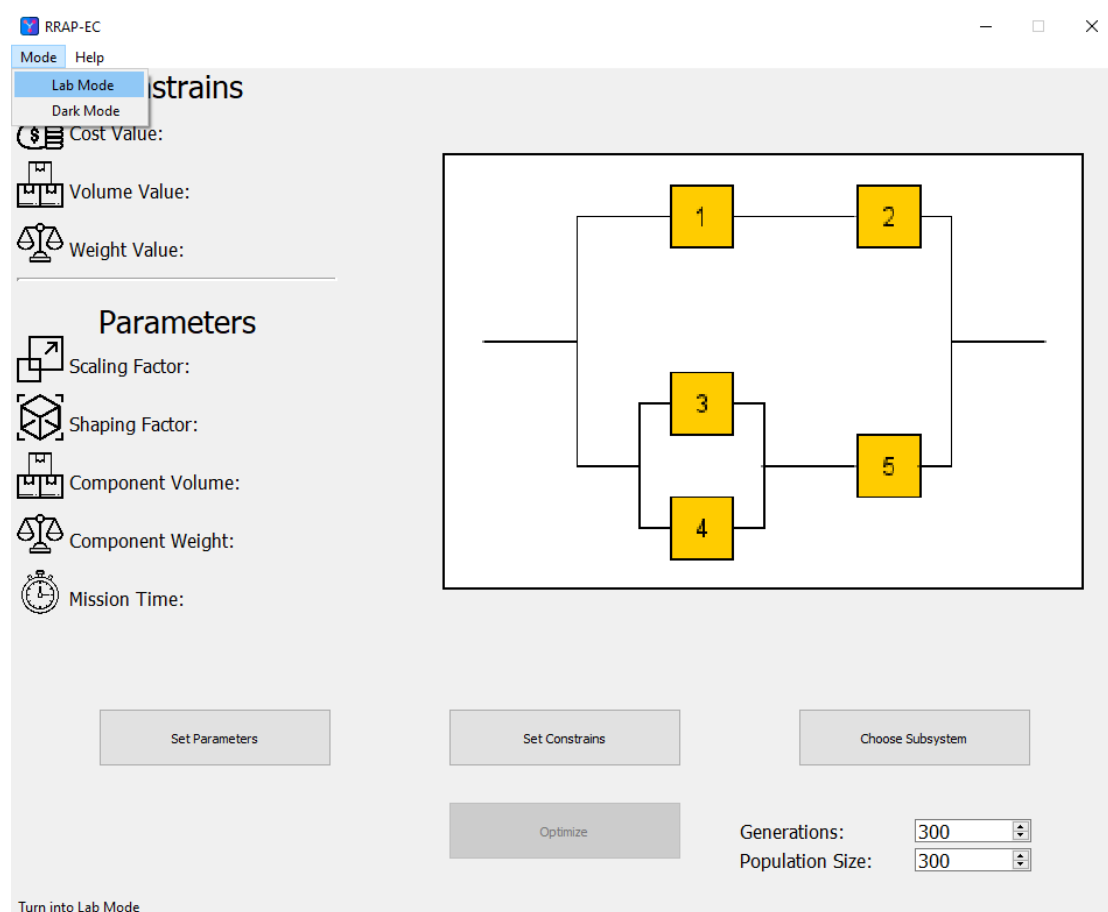 RRAP-EC
Mode Help
Lab Mode
Dark Mode
strains
Cost Value:
Volume Value:
Weight Value:
Parameters
Scaling Factor:
Shaping Factor:
Component Volume:
Component Weight:
Mission Time:
1 2
3
4
5
Set Parameters Set Constrains Choose Subsystem
Optimize
Generations: 300
Population Size: 300
Turn into Lab Mode